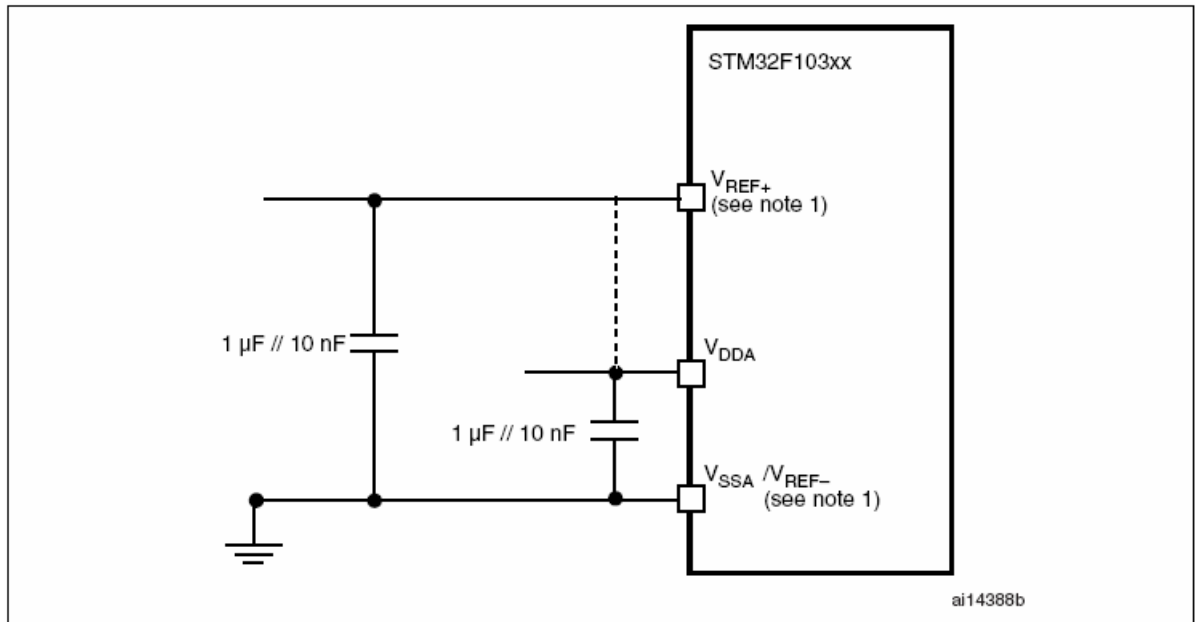 STM32F103xx
VREF+
(see note 1)
1 µF // 10 nF
VDDA
1 µF // 10 nF
VSSA /VREF–
(see note 1)
ai14388b